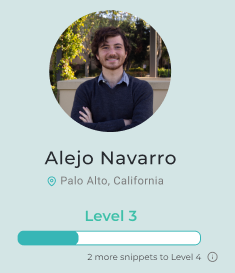 Alejo Navarro
Palo Alto, California
Level 3
2 more snippets to Level 4